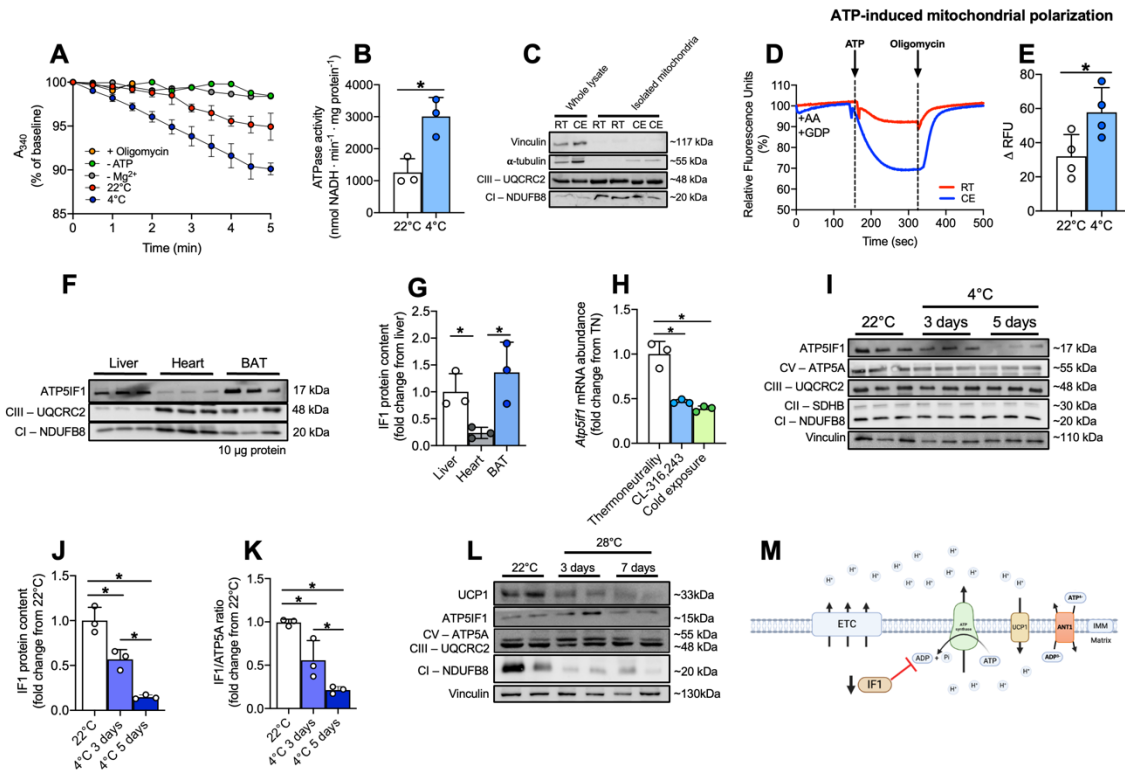 ATP-induced mitochondrial polarization
A
A340
(% of baseline)
100
95
90
85
+ Oligomycin
- ATP
- Mg2+
22°C
4°C
0
1
2
3
4
5
Time (min)
B
ATPase activity
(nmol NADH · min-1 · mg protein-1)
4000
3000
2000
1000
0
*
22°C
4°C
C
Whole lysate
Isolated mitochondria
RT CE RT RT CE CE
Vinculin
~117 kDa
α-tubulin
~55 kDa
CIII – UQCRC2
~48 kDa
CI – NDUFB8
~20 kDa
D
ATP
Oligomycin
Relative Fluorescence Units
(%)
120
100
80
60
40
20
0
+AA
+GDP
RT
CE
0
100
200
300
400
500
Time (sec)
E
Δ RFU
80
60
40
20
0
*
22°C
4°C
F
Liver
Heart
BAT
ATP5IF1
17 kDa
CIII – UQCRC2
48 kDa
CI – NDUFB8
20 kDa
10 µg protein
G
IF1 protein content
(fold change from liver)
2.0
1.5
1.0
0.5
0.0
*
*
Liver
Heart
BAT
H
Atp5if1 mRNA abundance
(fold change from TN)
1.5
1.0
0.5
0.0
*
*
Thermoneutrality
CL-316,243
Cold exposure
I
4°C
22°C
3 days
5 days
ATP5IF1
~17 kDa
CV – ATP5A
~55 kDa
CIII – UQCRC2
~48 kDa
CII – SDHB
~30 kDa
CI – NDUFB8
~20 kDa
Vinculin
~110 kDa
J
IF1 protein content
(fold change from 22°C)
1.5
1.0
0.5
0.0
*
*
*
22°C
4°C 3 days
4°C 5 days
K
IF1/ATP5A ratio
(fold change from 22°C)
1.5
1.0
0.5
0.0
*
*
*
22°C
4°C 3 days
4°C 5 days
L
28°C
22°C
3 days
7 days
UCP1
~33kDa
ATP5IF1
~15kDa
CV – ATP5A
~55 kDa
CIII – UQCRC2
~48 kDa
CI – NDUFB8
~20 kDa
Vinculin
~130kDa
M
H+ H+ H+ H+ H+ H+
H+ H+ H+ H+ H+ H+ H+
ATP4-
ETC
ATP
synthase
UCP1
ANT1
IMM
Matrix
ADP + Pi
ATP
ADP3-
IF1
H+ H+ H+
H+ H+ H+